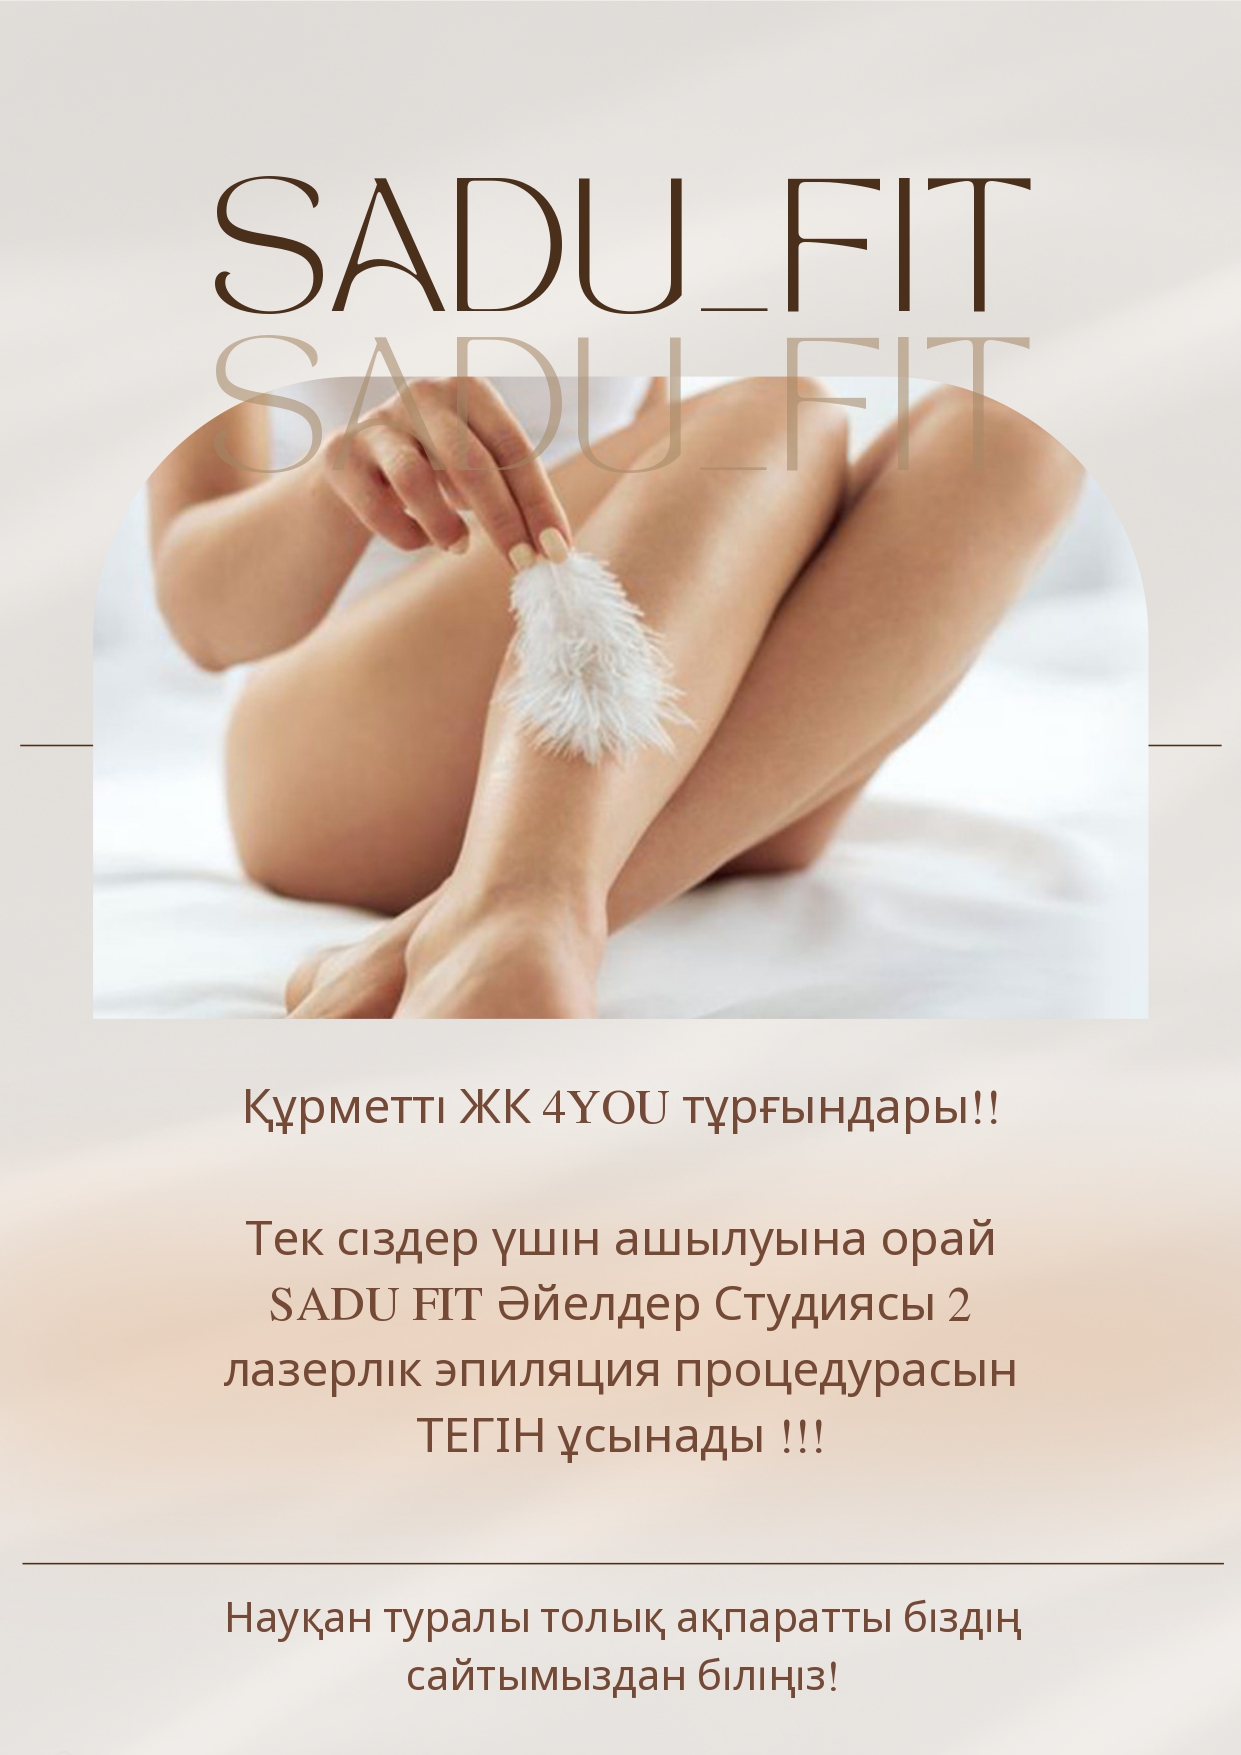 SADU_FIT
SADU_FIT
Құрметті ЖК 4YOU тұрғындары!!
Тек сіздер үшін ашылуына орай
SADU FIT Әйелдер Студиясы 2
лазерлік эпиляция процедурасын
ТЕГІН ұсынады !!!
Науқан туралы толық ақпаратты біздің
сайтымыздан біліңіз!